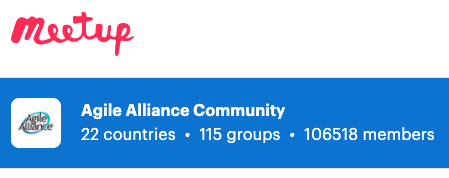 Meetup
Agile
Alliance
Agile Alliance Community
22 countries • 115 groups • 106518 members